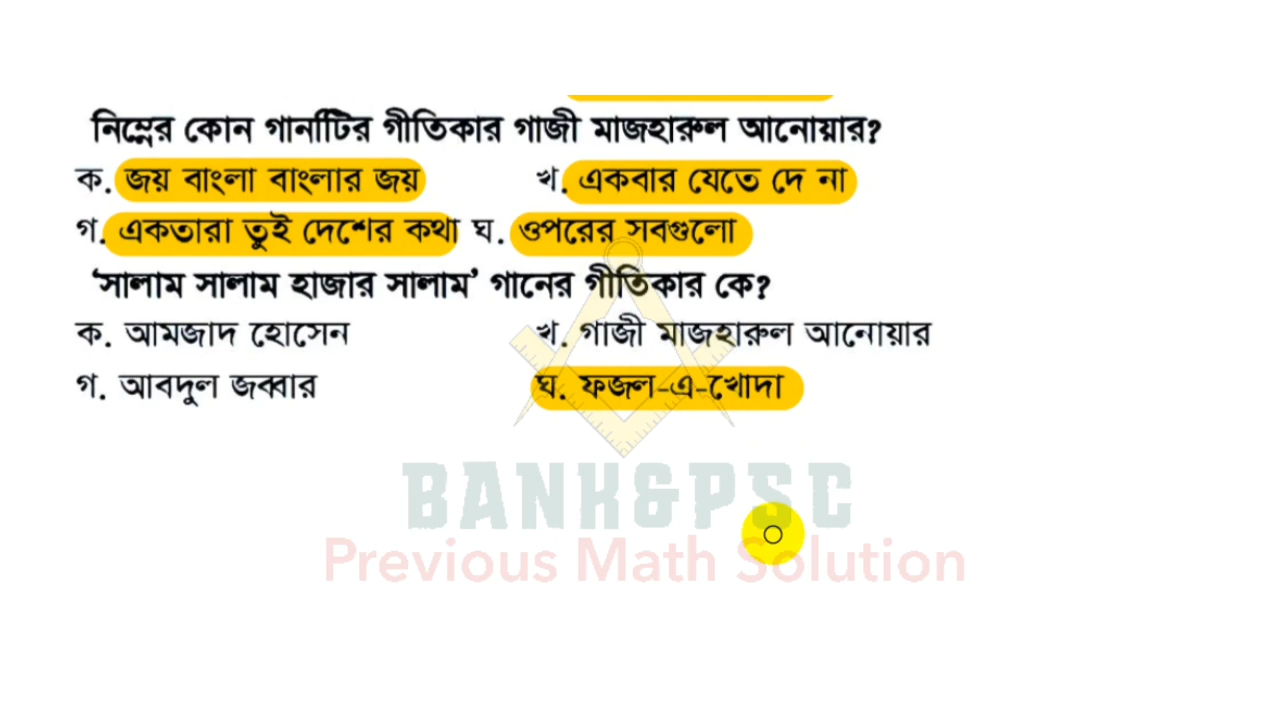 নিম্নের কোন গানটির গীতিকার গাজী মাজহারুল আনোয়ার?
ক. জয় বাংলা বাংলার জয় খ. একবার যেতে দে না
গ. একতারা তুই দেশের কথা ঘ. ওপরের সবগুলো
‘সালাম সালাম হাজার সালাম’ গানের গীতিকার কে?
ক. আমজাদ হোসেন খ. গাজী মাজহারুল আনোয়ার
গ. আবদুল জব্বার ঘ. ফজল-এ-খোদা
BANK&PSC
Previous Math Solution